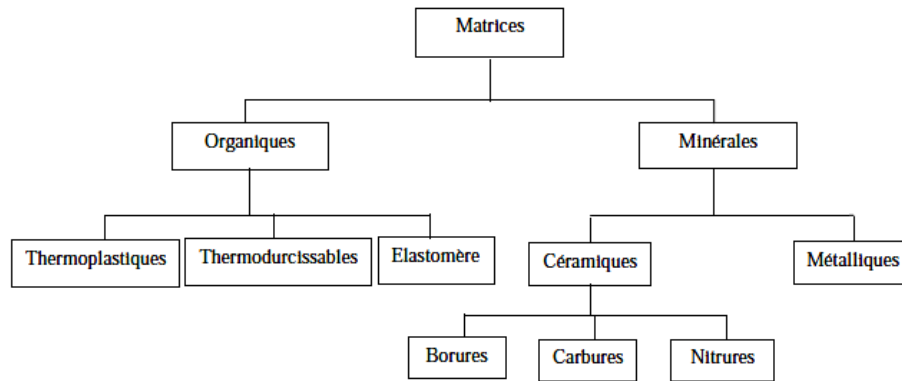 Matrices
Organiques
Minérales
Thermoplastiques
Thermodurcissables
Elastomère
Céramiques
Métalliques
Borures
Carbures
Nitrures